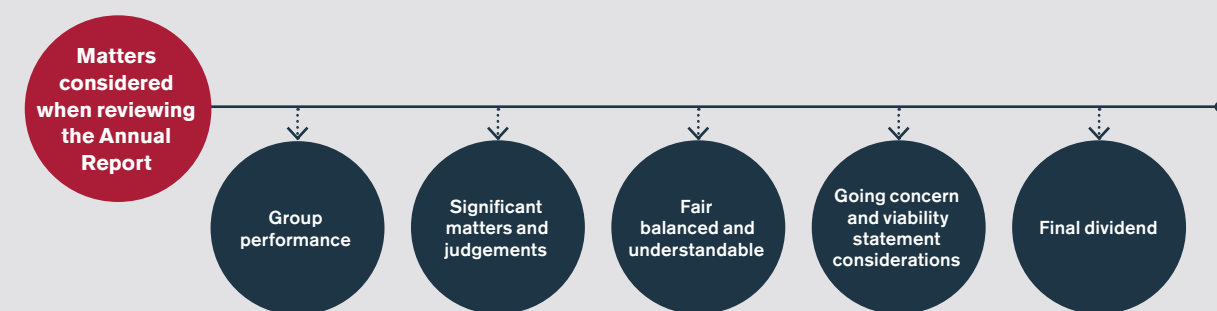 Matters
considered
when reviewing
the Annual
Report
Group
performance
Significant
matters and
judgements
Fair
balanced and
understandable
Going concern
and viability
statement
considerations
Final dividend